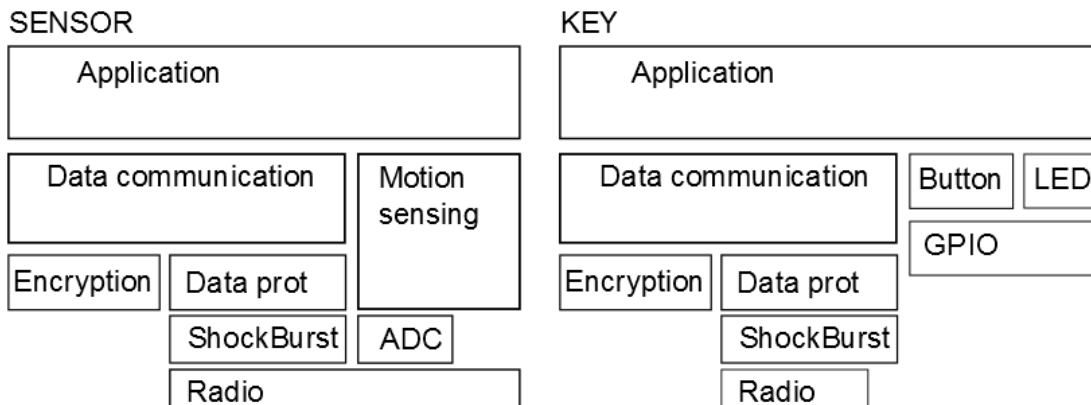 SENSOR
Application
Data communication
Motion
sensing
Encryption
Data prot
ShockBurst
ADC
Radio
KEY
Application
Data communication
Button
LED
GPIO
Encryption
Data prot
ShockBurst
Radio